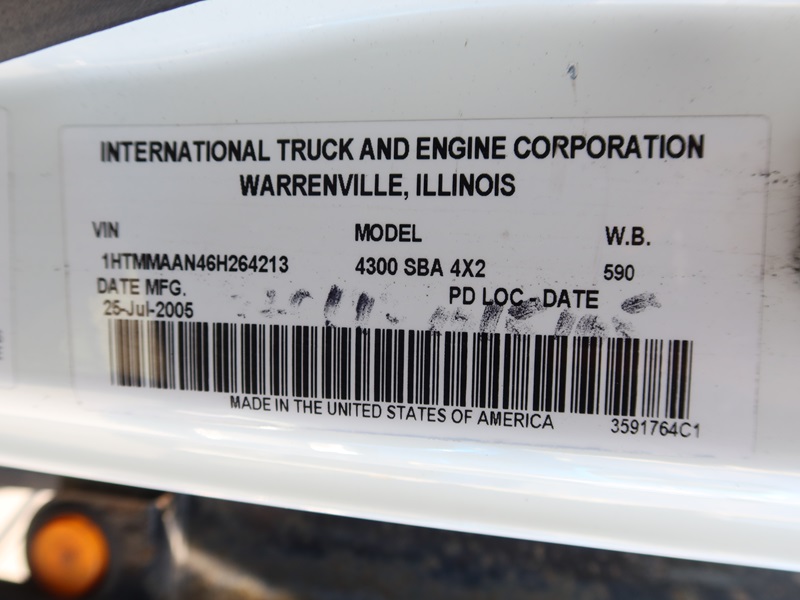 INTERNATIONAL TRUCK AND ENGINE CORPORATION
WARRENVILLE, ILLINOIS
VIN MODEL W.B.
1HTMMAAN46H264213 4300 SBA 4X2 590
DATE MFG. PD LOC - DATE
25-Jul-2005
MADE IN THE UNITED STATES OF AMERICA 3591764C1